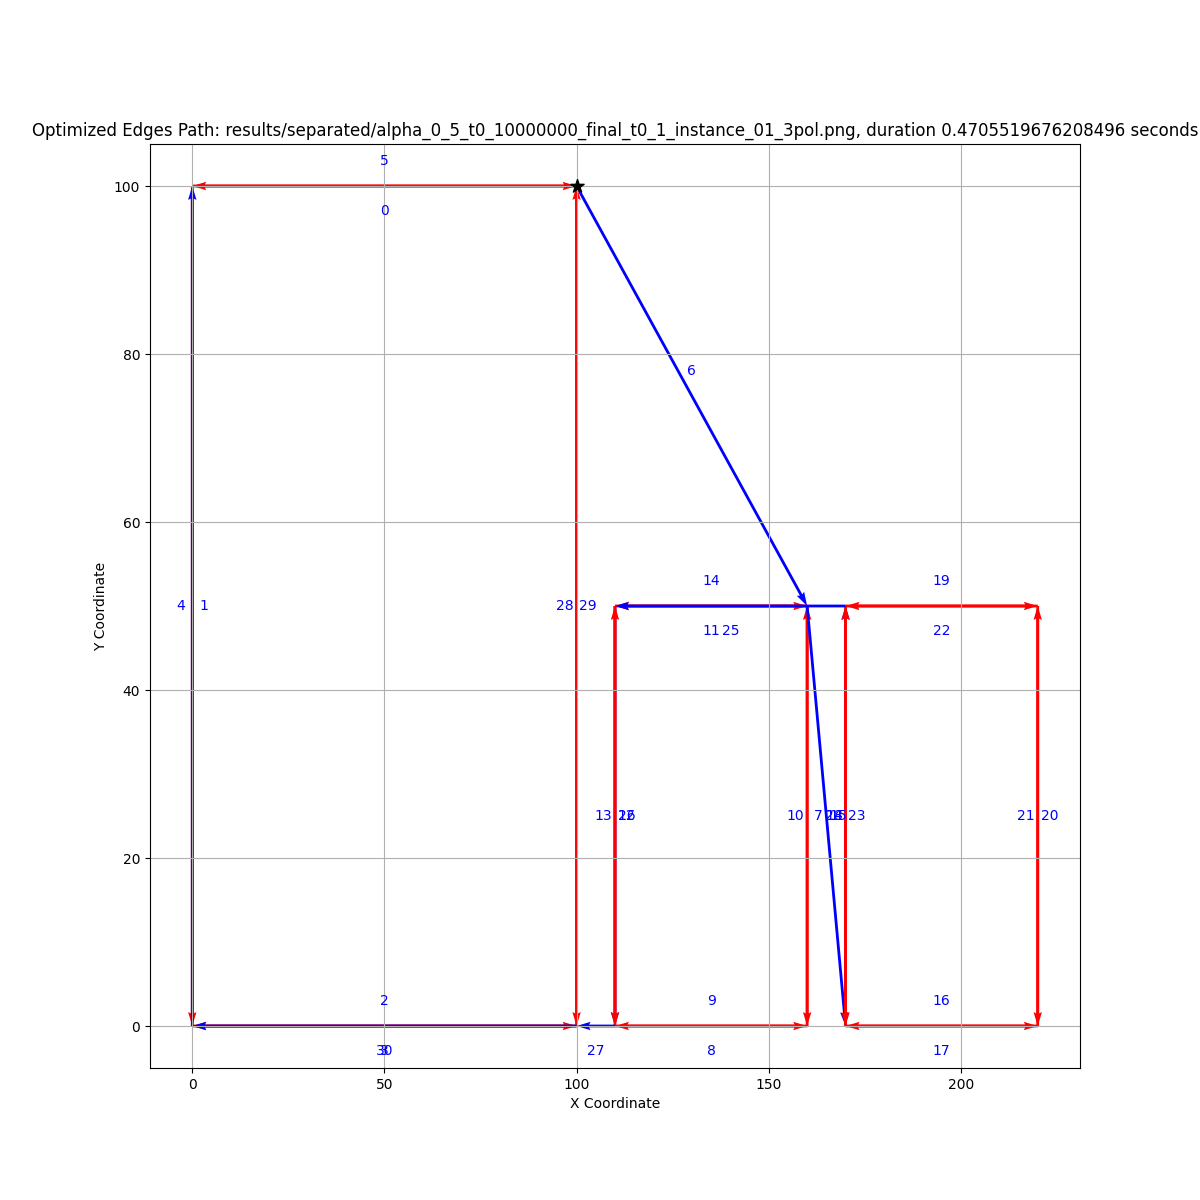 Optimized Edges Path: results/separated/alpha_0_5_t0_10000000_final_t0_1_instance_01_3pol.png, duration 0.4705519676208496 seconds
5
100
0
80
6
60
14 19
4 1 28 29
11 25 22
40
13 10 7 23 21 20
20
2 9 16
0
27 8 17
0 50 100 150 200
X Coordinate
Y Coordinate